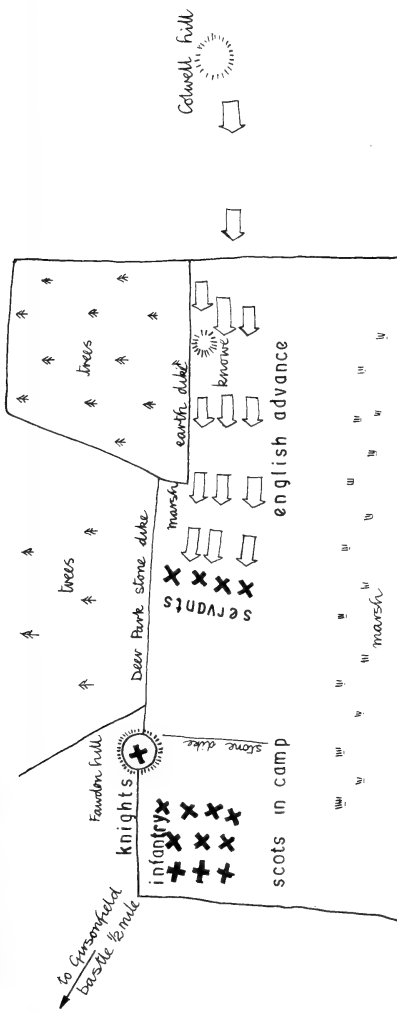 Colwell hill
trees
earth dike
knowe
english advance
trees
Deer Park stone dike
marsh
servants
marsh
Fawdon hill
knights
stone dike
infantry
scots in camp
to Girsonfield
bastle 1/2 mile